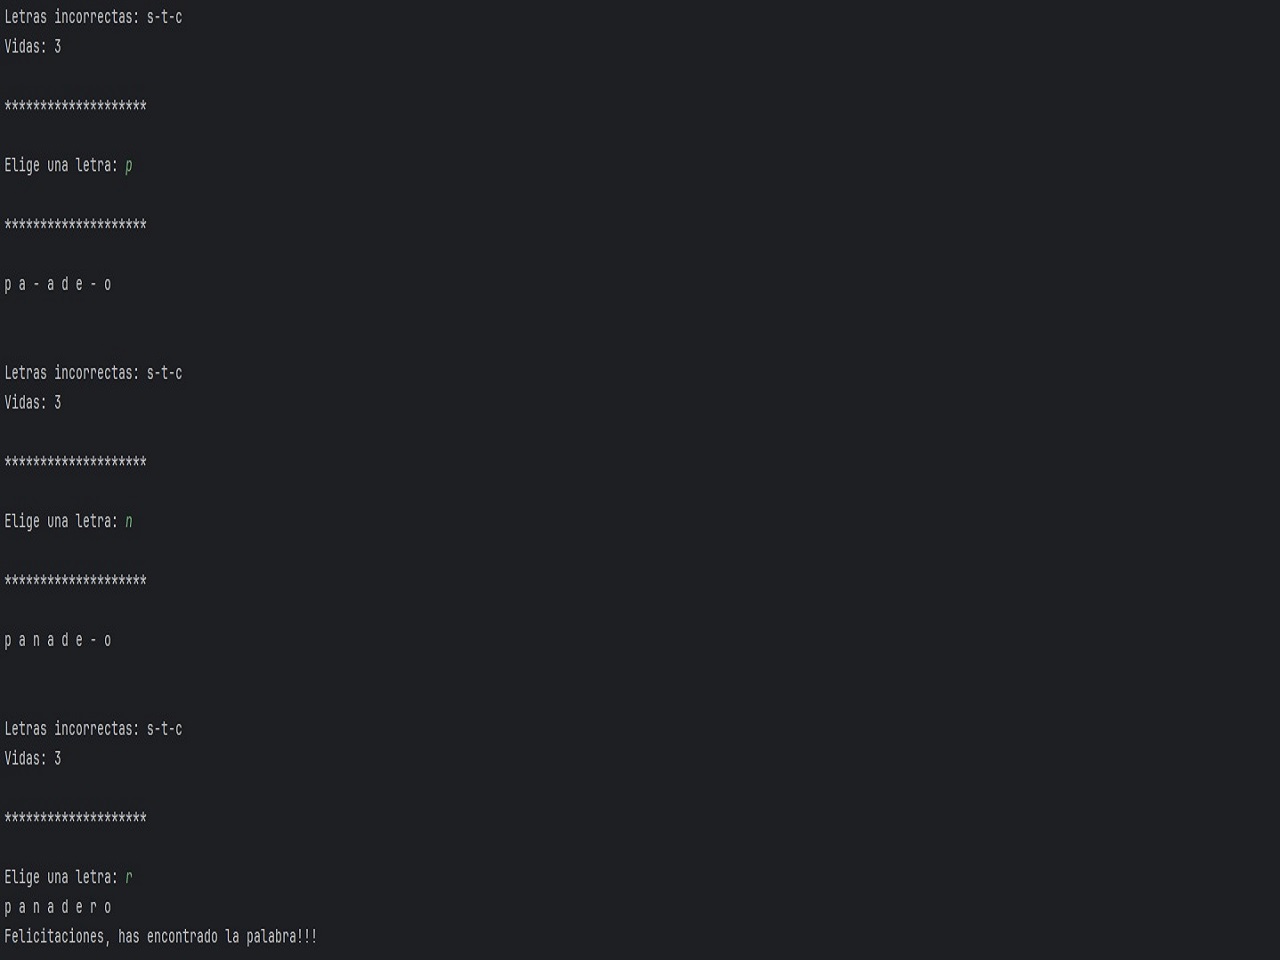 Letras incorrectas: s-t-c
Vidas: 3
********************
Elige una letra: p
********************
p a - a d e - o
Letras incorrectas: s-t-c
Vidas: 3
********************
Elige una letra: n
********************
p a n a d e - o
Letras incorrectas: s-t-c
Vidas: 3
********************
Elige una letra: r
p a n a d e r o
Felicitaciones, has encontrado la palabra!!!